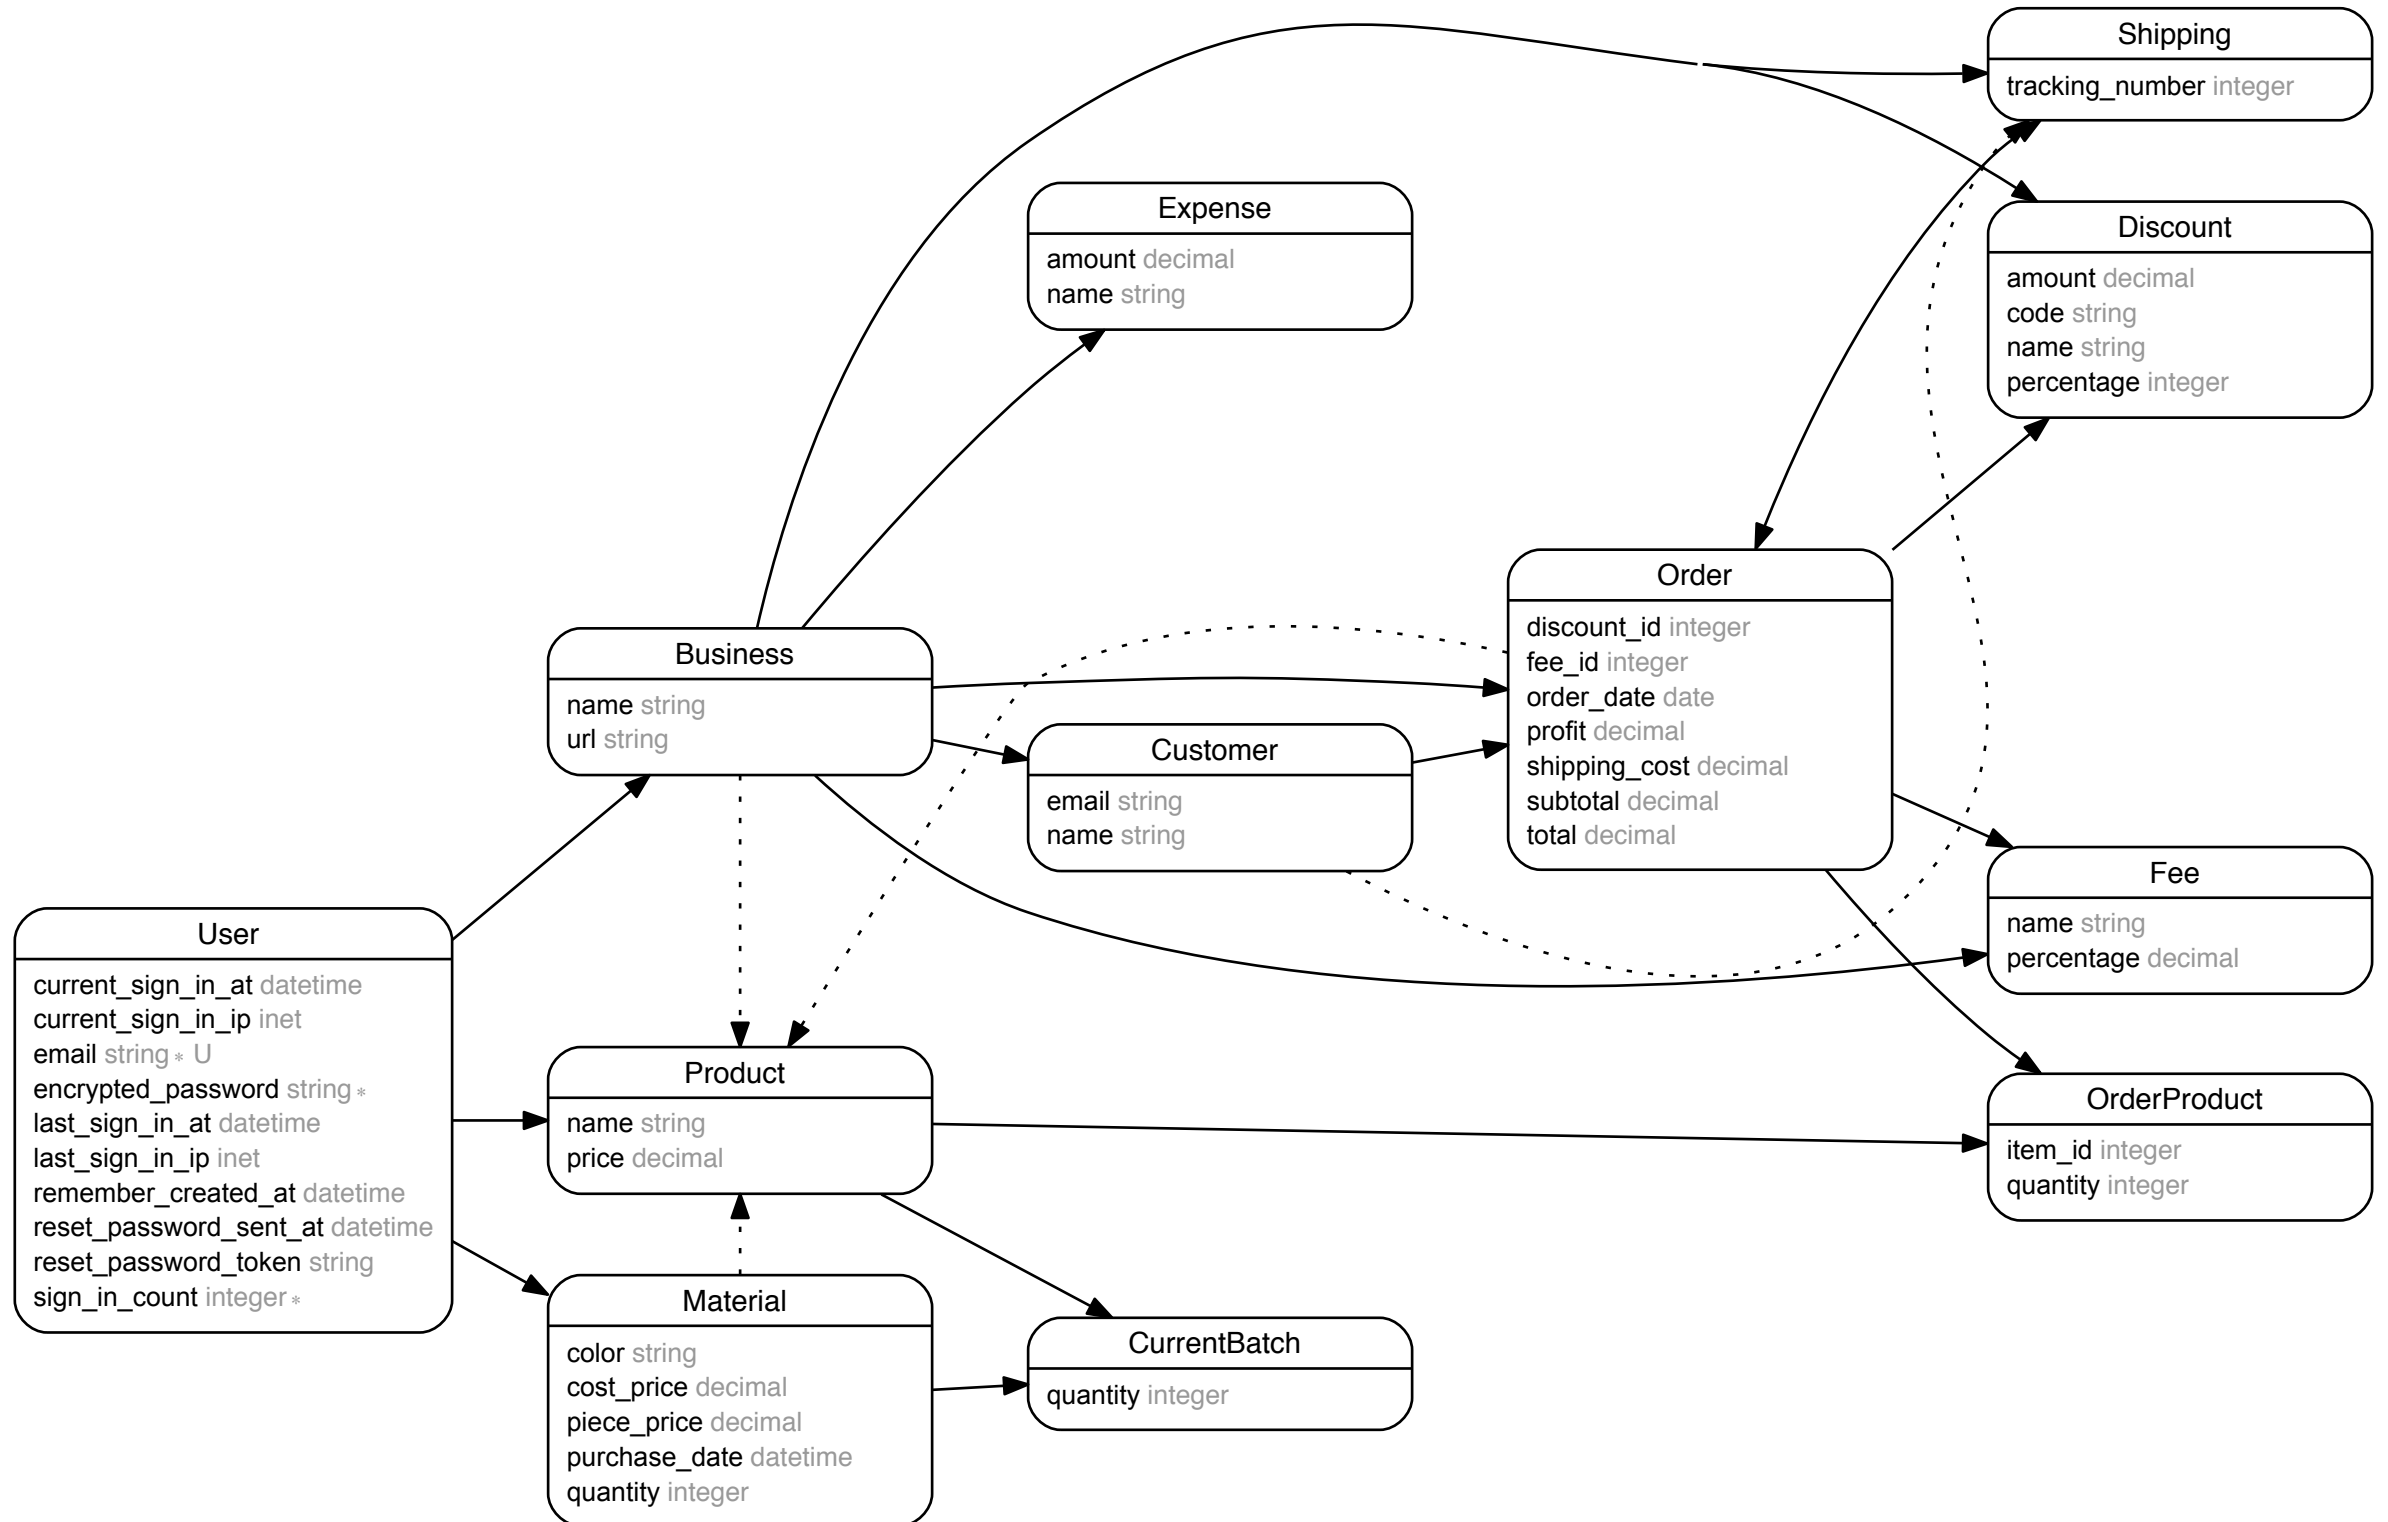 Shipping
tracking_number integer
Expense
amount decimal
name string
Discount
amount decimal
code string
name string
percentage integer
Business
name string
url string
Order
discount_id integer
fee_id integer
order_date date
profit decimal
shipping_cost decimal
subtotal decimal
total decimal
Customer
email string
name string
Fee
name string
percentage decimal
User
current_sign_in_at datetime
current_sign_in_ip inet
email string * U
encrypted_password string *
last_sign_in_at datetime
last_sign_in_ip inet
remember_created_at datetime
reset_password_sent_at datetime
reset_password_token string
sign_in_count integer *
Product
name string
price decimal
OrderProduct
item_id integer
quantity integer
Material
color string
cost_price decimal
piece_price decimal
purchase_date datetime
quantity integer
CurrentBatch
quantity integer